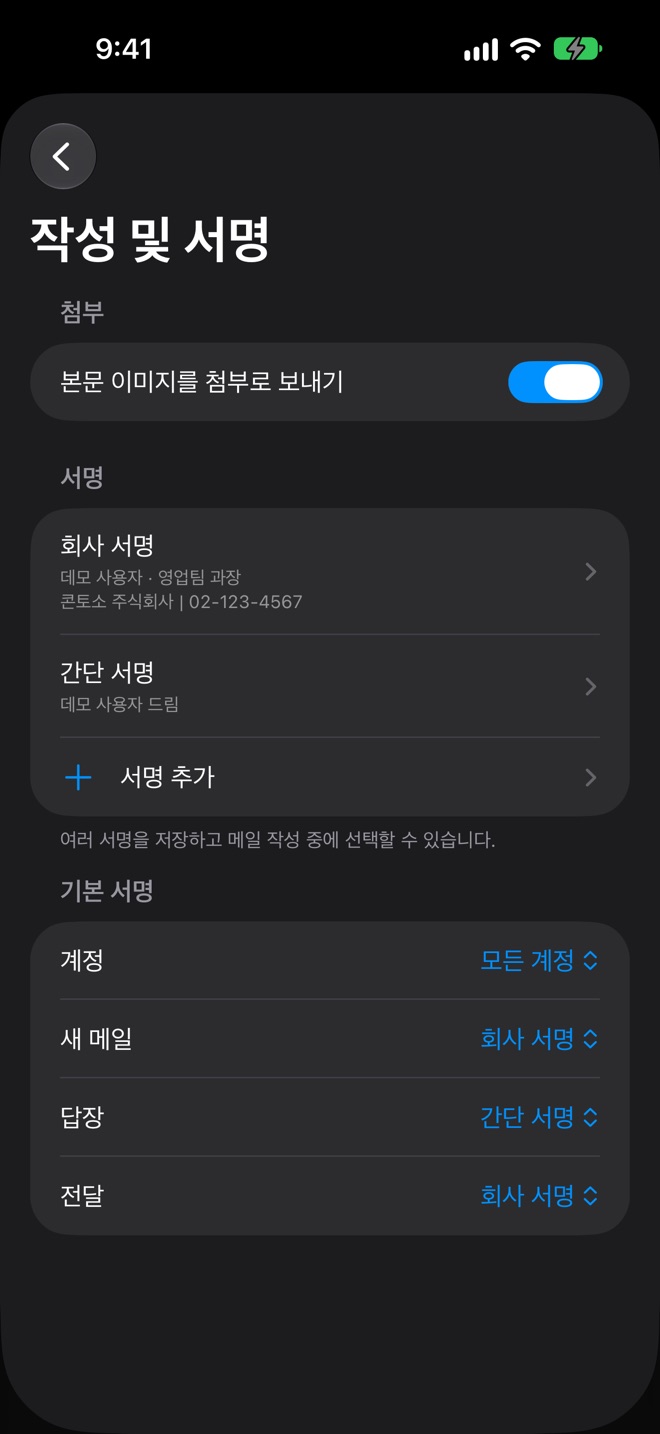 9:41
작성 및 서명
첨부
본문 이미지를 첨부로 보내기
서명
회사 서명
데모 사용자 · 영업팀 과장
콘토소 주식회사 | 02-123-4567
간단 서명
데모 사용자 드림
서명 추가
여러 서명을 저장하고 메일 작성 중에 선택할 수 있습니다.
기본 서명
계정 모든 계정
새 메일 회사 서명
답장 간단 서명
전달 회사 서명